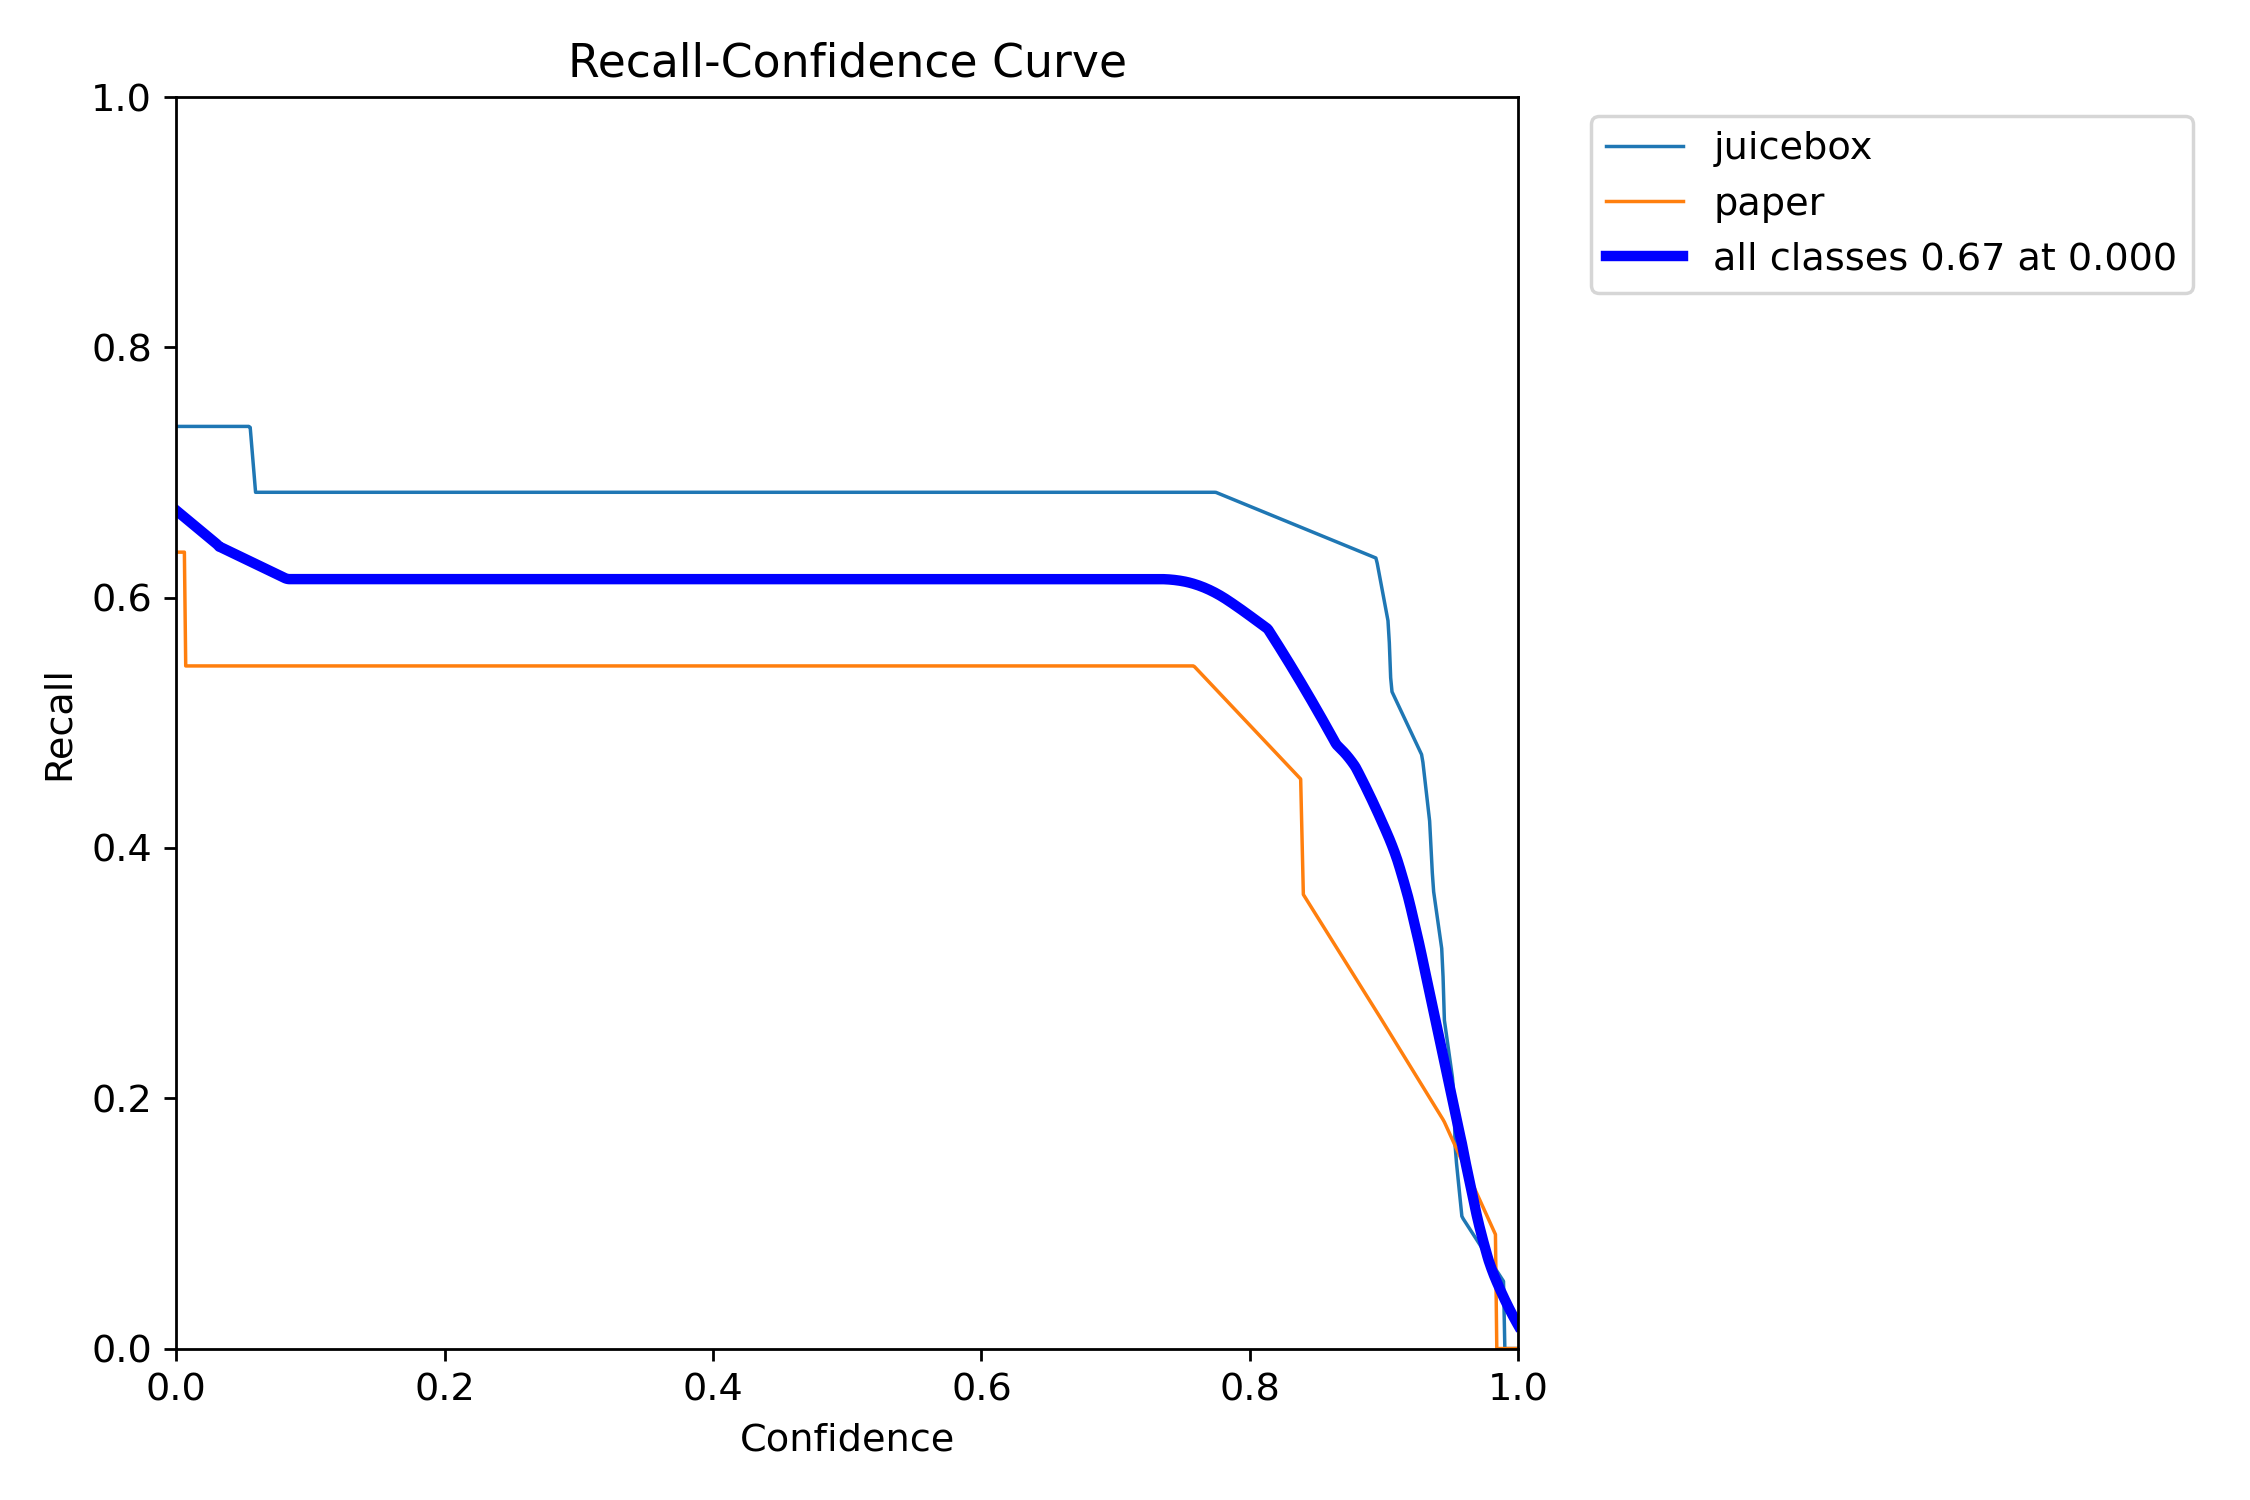 Recall-Confidence Curve
1.0
0.8
0.6
0.4
0.2
0.0
Recall
0.0 0.2 0.4 0.6 0.8 1.0
Confidence
juicebox
paper
all classes 0.67 at 0.000